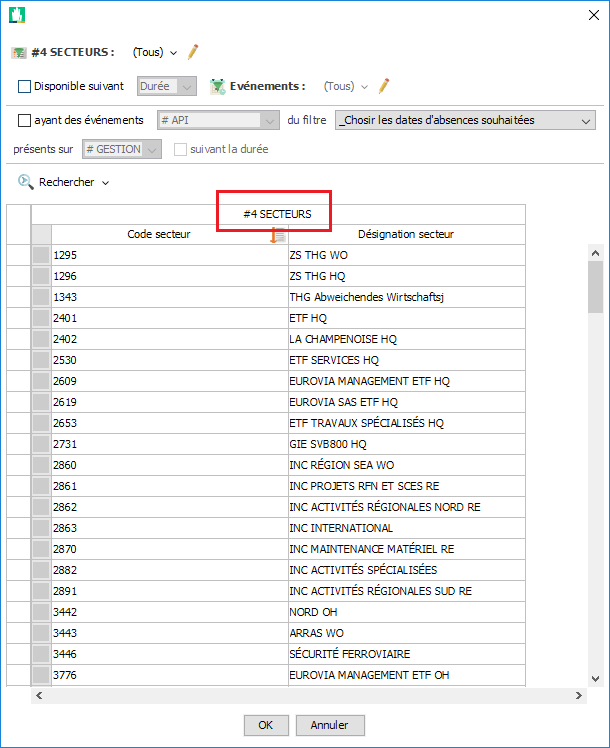 #4 SECTEURS : (Tous)
Disponible suivant Durée Evénements : (Tous)
ayant des événements # API du filtre _Chosir les dates d'absences souhaitées
présents sur # GESTION suivant la durée
Rechercher
#4 SECTEURS
Code secteur Désignation secteur
1295 ZS THG WO
1296 ZS THG HQ
1343 THG Abweichendes Wirtschaftsj
2401 ETF HQ
2402 LA CHAMPENOISE HQ
2530 ETF SERVICES HQ
2609 EUROVIA MANAGEMENT ETF HQ
2619 EUROVIA SAS ETF HQ
2653 ETF TRAVAUX SPÉCIALISÉS HQ
2731 GIE SVB800 HQ
2860 INC RÉGION SEA WO
2861 INC PROJETS RFN ET SCES RE
2862 INC ACTIVITÉS RÉGIONALES NORD RE
2863 INC INTERNATIONAL
2870 INC MAINTENANCE MATÉRIEL RE
2882 INC ACTIVITÉS SPÉCIALISÉES
2891 INC ACTIVITÉS RÉGIONALES SUD RE
3442 NORD OH
3443 ARRAS WO
3446 SÉCURITÉ FERROVIAIRE
3776 EUROVIA MANAGEMENT ETF OH
OK Annuler